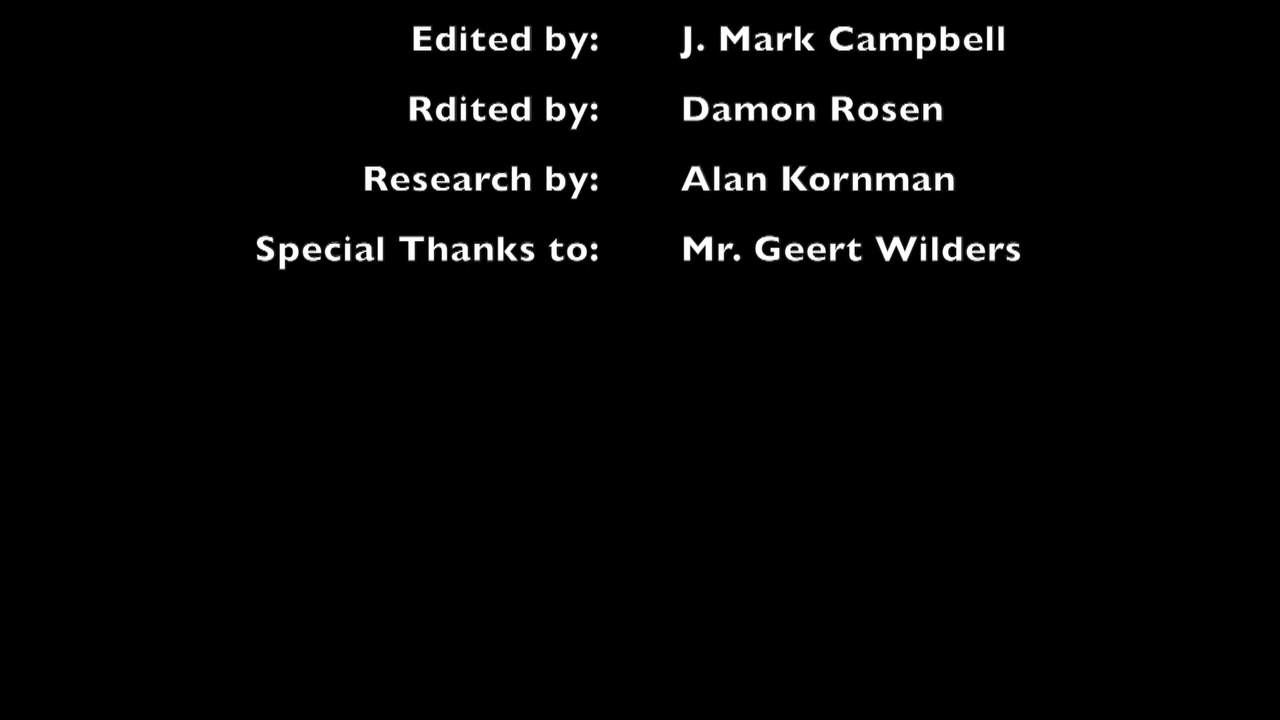 Edited by: J. Mark Campbell
Rdited by: Damon Rosen
Research by: Alan Kornman
Special Thanks to: Mr. Geert Wilders